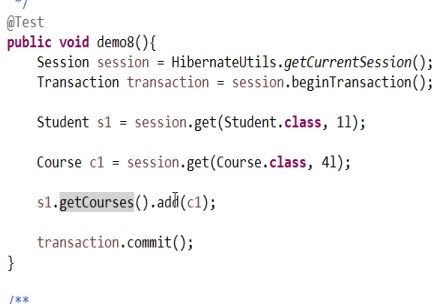 */
@Test
public void demo8(){
    Session session = HibernateUtils.getCurrentSession();
    Transaction transaction = session.beginTransaction();
    Student s1 = session.get(Student.class, 1l);
    Course c1 = session.get(Course.class, 4l);
    s1.getCourses().add(c1);
    transaction.commit();
}
/**